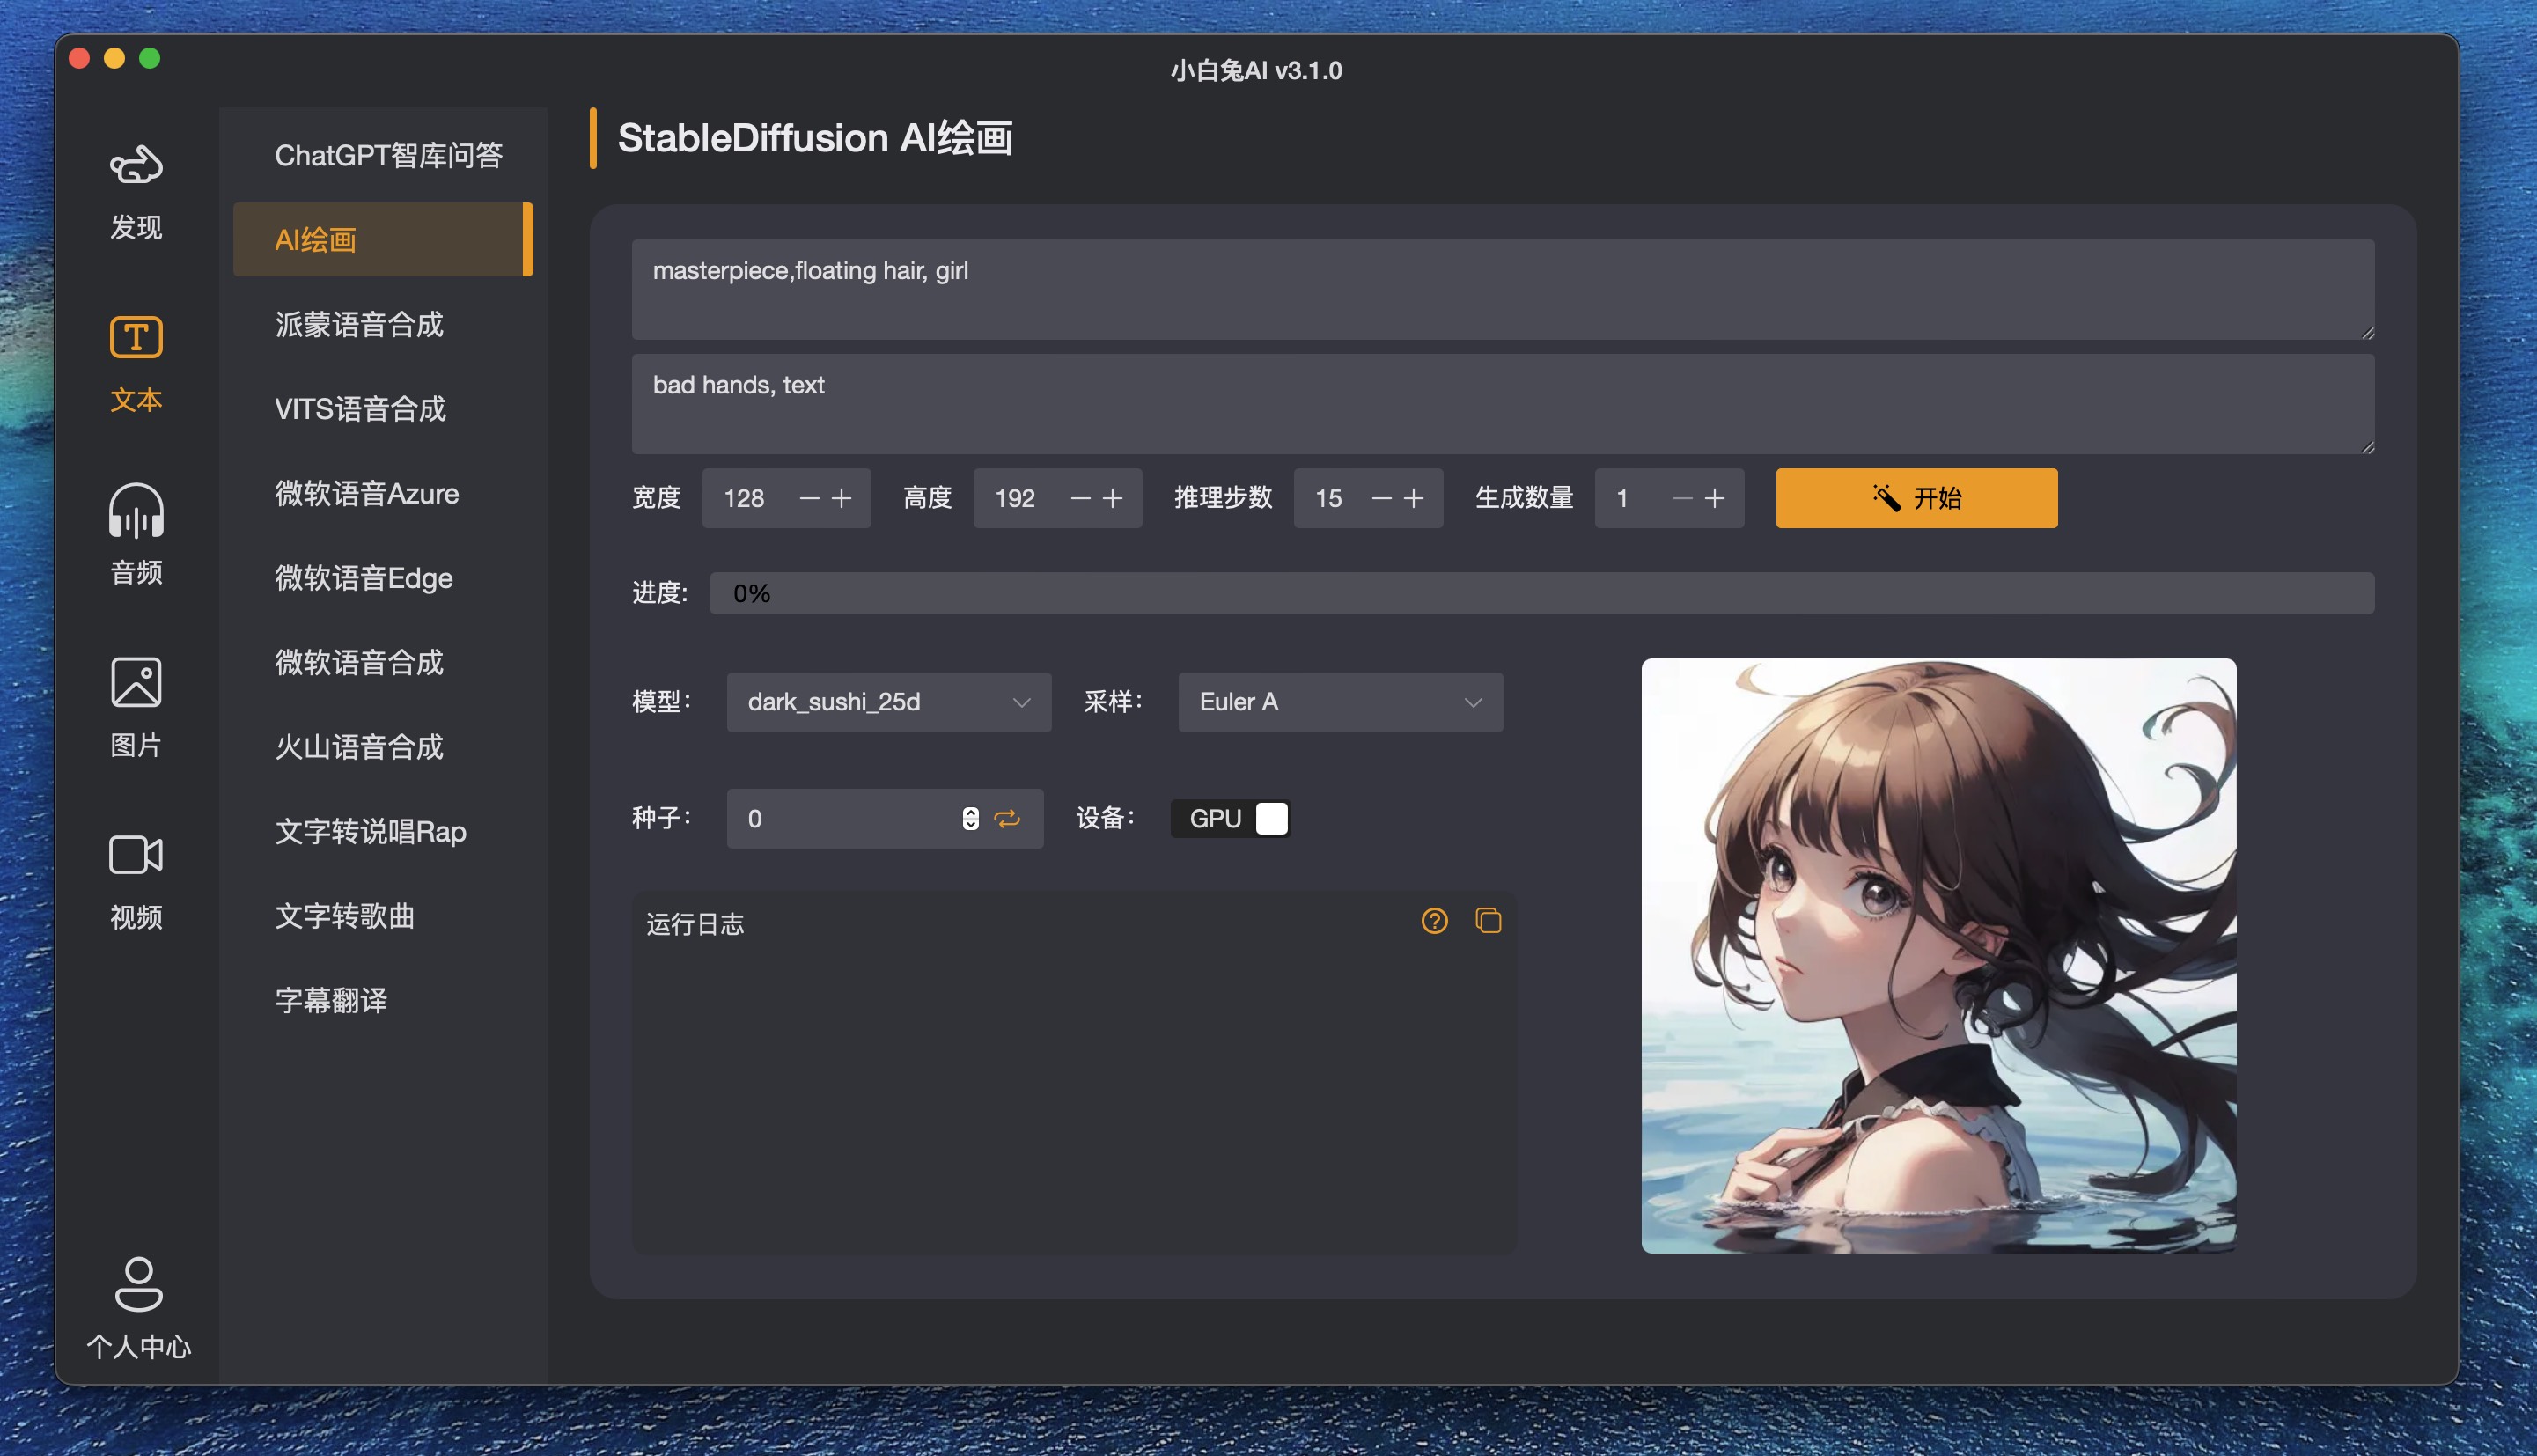 小白兔AI v3.1.0
发现
文本
音频
图片
视频
个人中心
ChatGPT智库问答
AI绘画
派蒙语音合成
VITS语音合成
微软语音Azure
微软语音Edge
微软语音合成
火山语音合成
文字转说唱Rap
文字转歌曲
字幕翻译
StableDiffusion AI绘画
masterpiece,floating hair, girl
bad hands, text
宽度 128 高度 192 推理步数 15 生成数量 1 开始
进度: 0%
模型： dark_sushi_25d 采样： Euler A
种子： 0 设备： GPU
运行日志